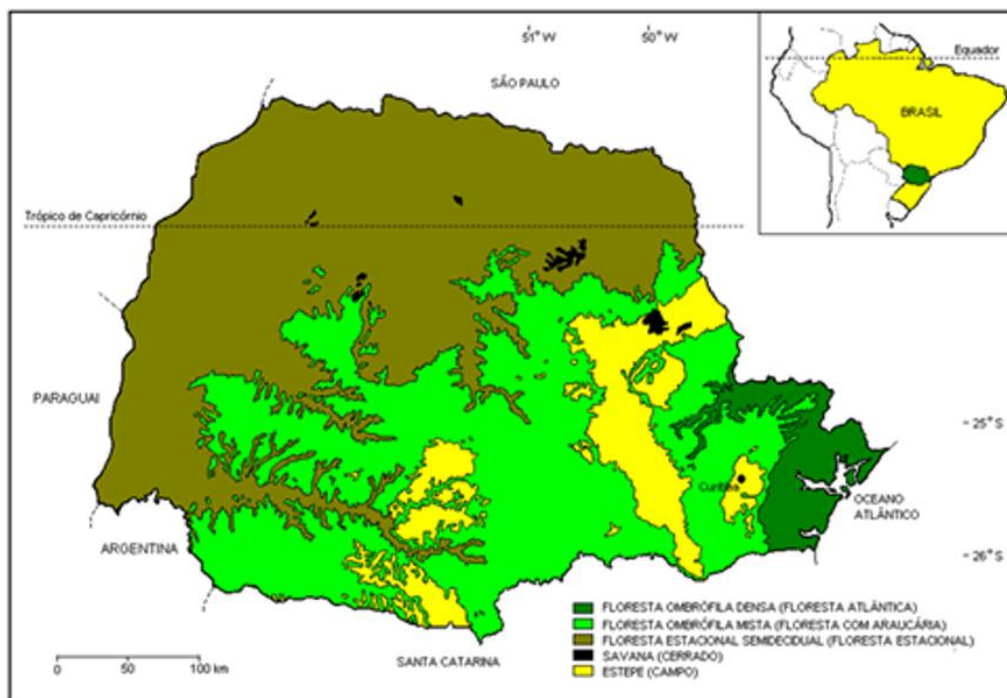 51° W
50° W
SÃO PAULO
Equador
BRASIL
Trópico de Capricórnio
PARAGUAI
25° S
Curitiba
OCEANO
ATLÂNTICO
ARGENTINA
26° S
FLORESTA OMBRÓFILA DENSA (FLORESTA ATLÂNTICA)
FLORESTA OMBRÓFILA MISTA (FLORESTA COM ARAUCÁRIA)
FLORESTA ESTACIONAL SEMIDECIDUAL (FLORESTA ESTACIONAL)
SAVANA (CERRADO)
ESTEPE (CAMPO)
0 50 100 km
SANTA CATARINA